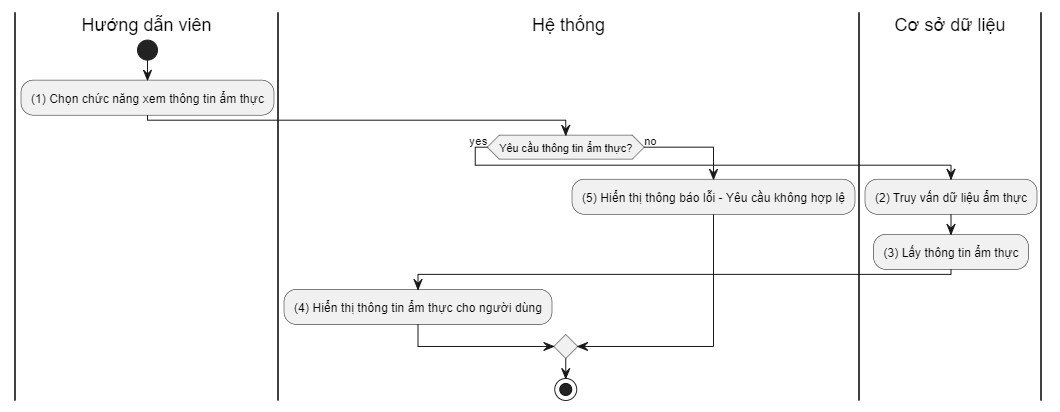 Hướng dẫn viên
Hệ thống
Cơ sở dữ liệu
(1) Chọn chức năng xem thông tin ẩm thực
yes
Yêu cầu thông tin ẩm thực?
no
(5) Hiển thị thông báo lỗi - Yêu cầu không hợp lệ
(2) Truy vấn dữ liệu ẩm thực
(3) Lấy thông tin ẩm thực
(4) Hiển thị thông tin ẩm thực cho người dùng